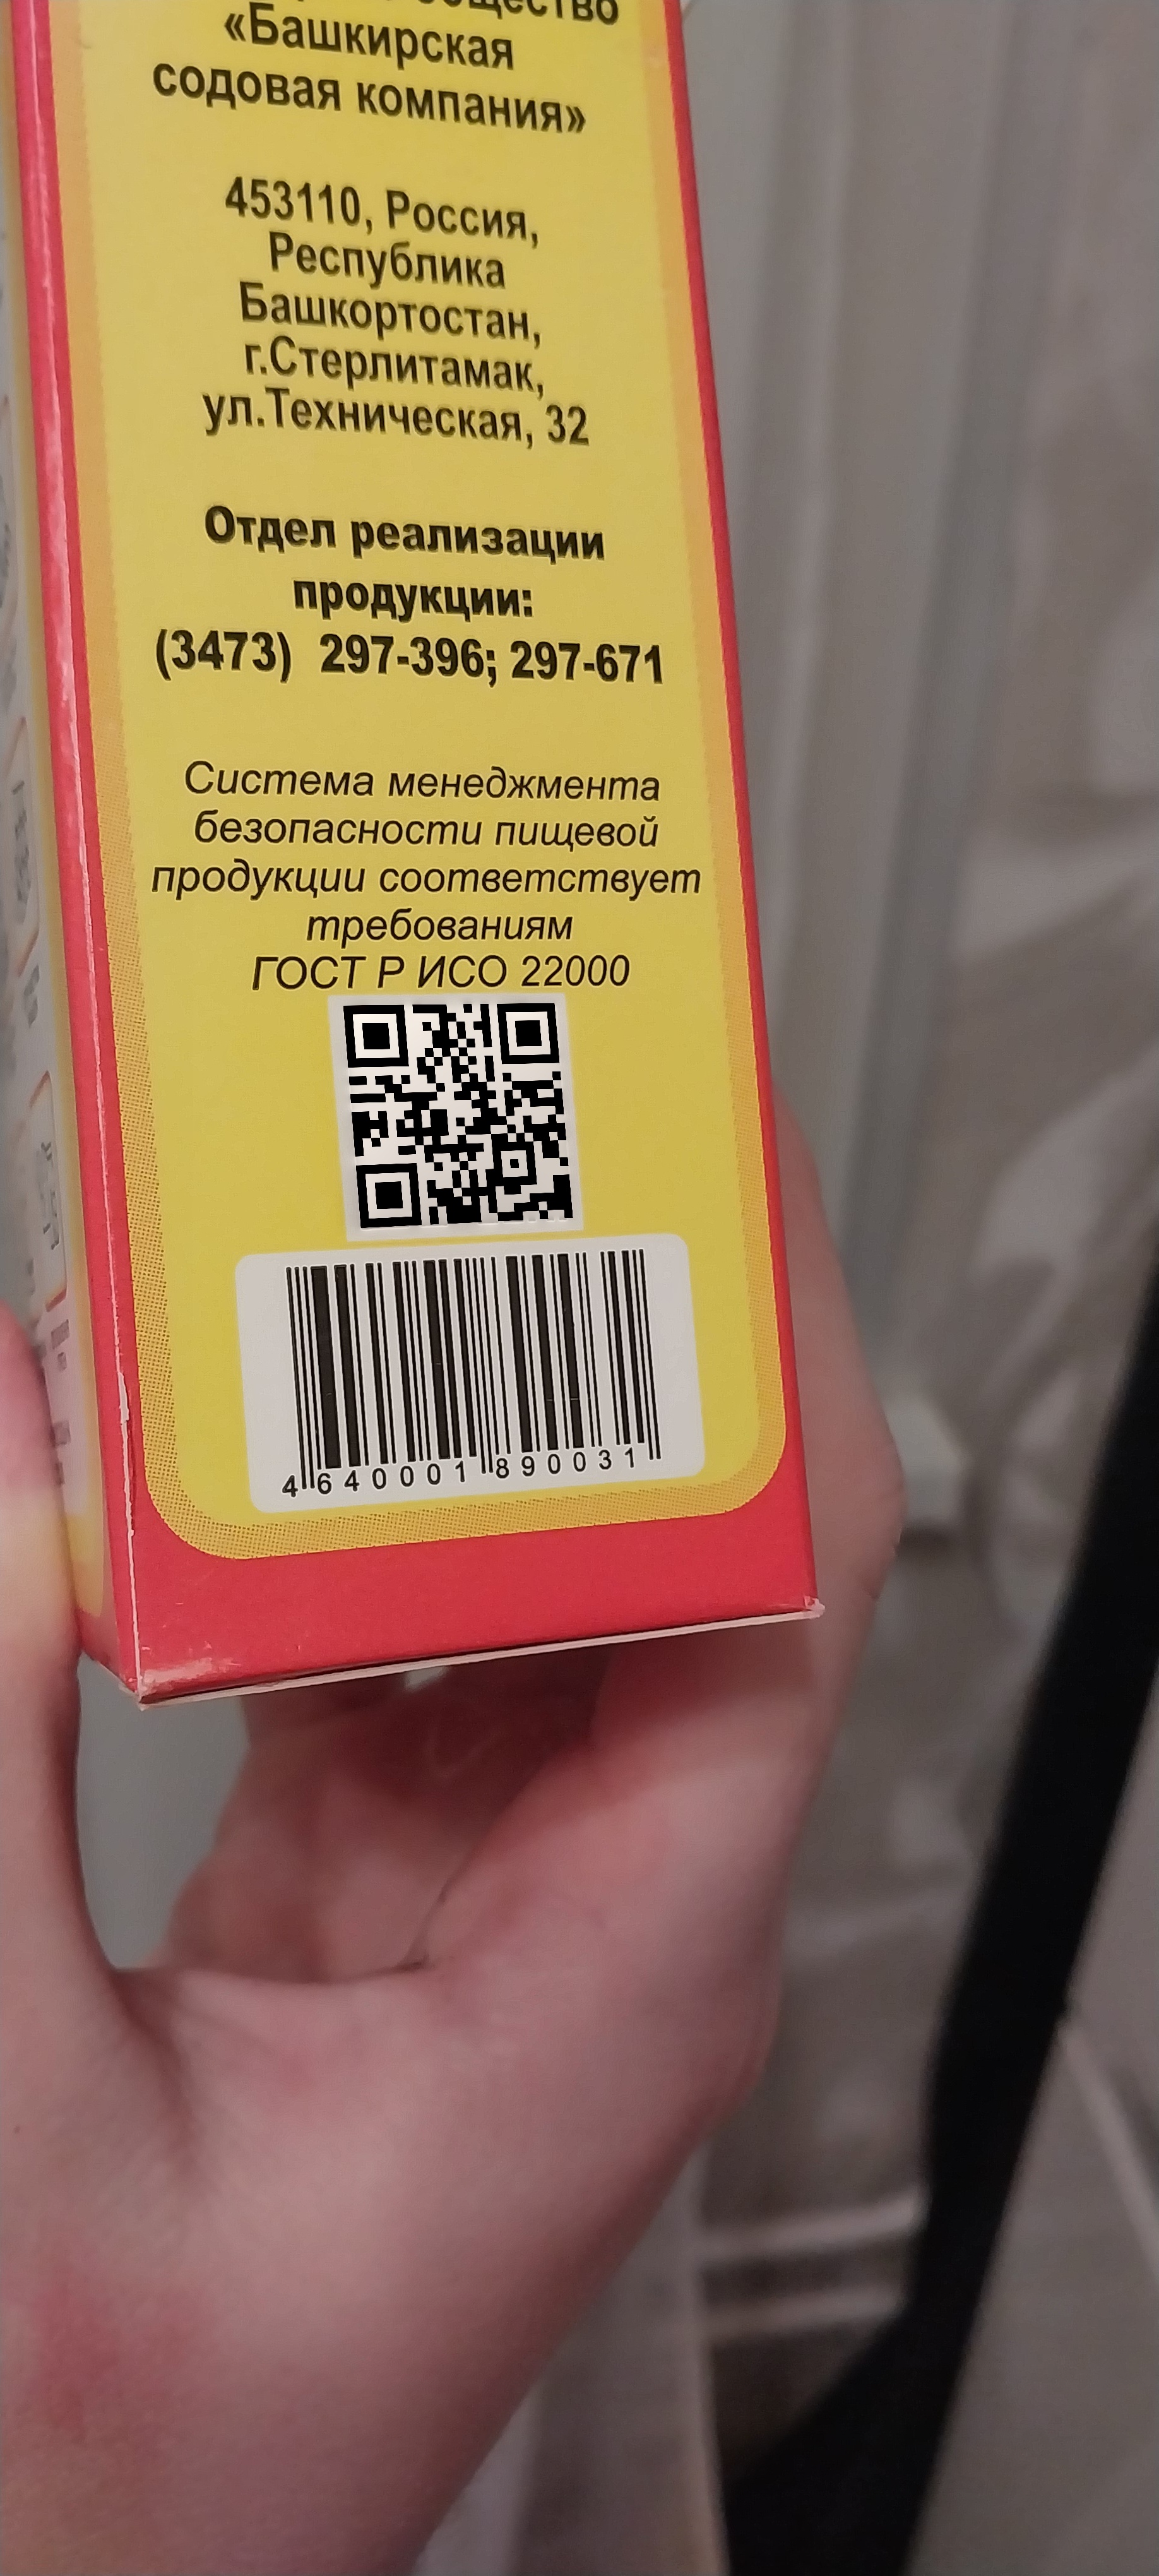 общество
«Башкирская
содовая компания»
453110, Россия,
Республика
Башкортостан,
г.Стерлитамак,
ул.Техническая, 32
Отдел реализации
продукции:
(3473) 297-396; 297-671
Система менеджмента
безопасности пищевой
продукции соответствует
требованиям
ГОСТ Р ИСО 22000
4 640001 890031